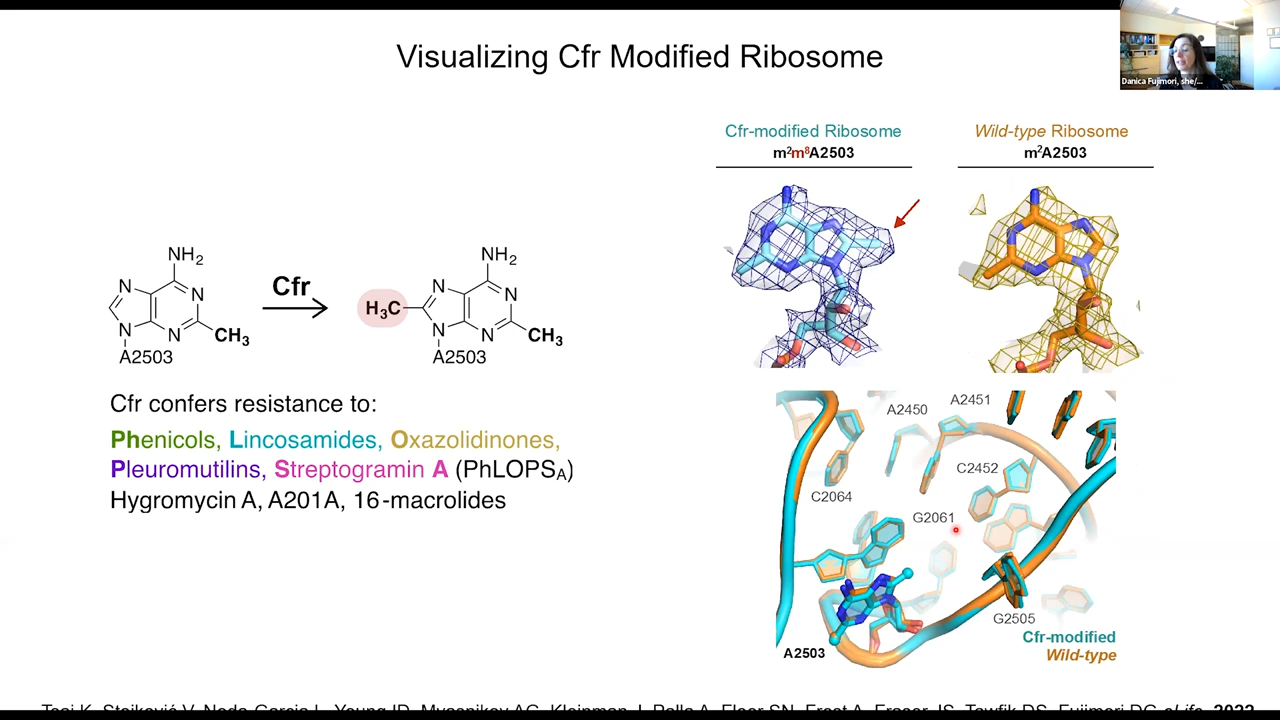 Visualizing Cfr Modified Ribosome
Danica Fujimori, she/...
Cfr-modified Ribosome
m²m⁸A2503
Wild-type Ribosome
m²A2503
NH₂
N
N
N
N
CH₃
A2503
Cfr
H₃C
NH₂
N
N
N
N
CH₃
A2503
Cfr confers resistance to:
Phenicols, Lincosamides, Oxazolidinones,
Pleuromutilins, Streptogramin A (PhLOPSA)
Hygromycin A, A201A, 16-macrolides
A2450
A2451
C2452
C2064
G2061
G2505
A2503
Cfr-modified
Wild-type